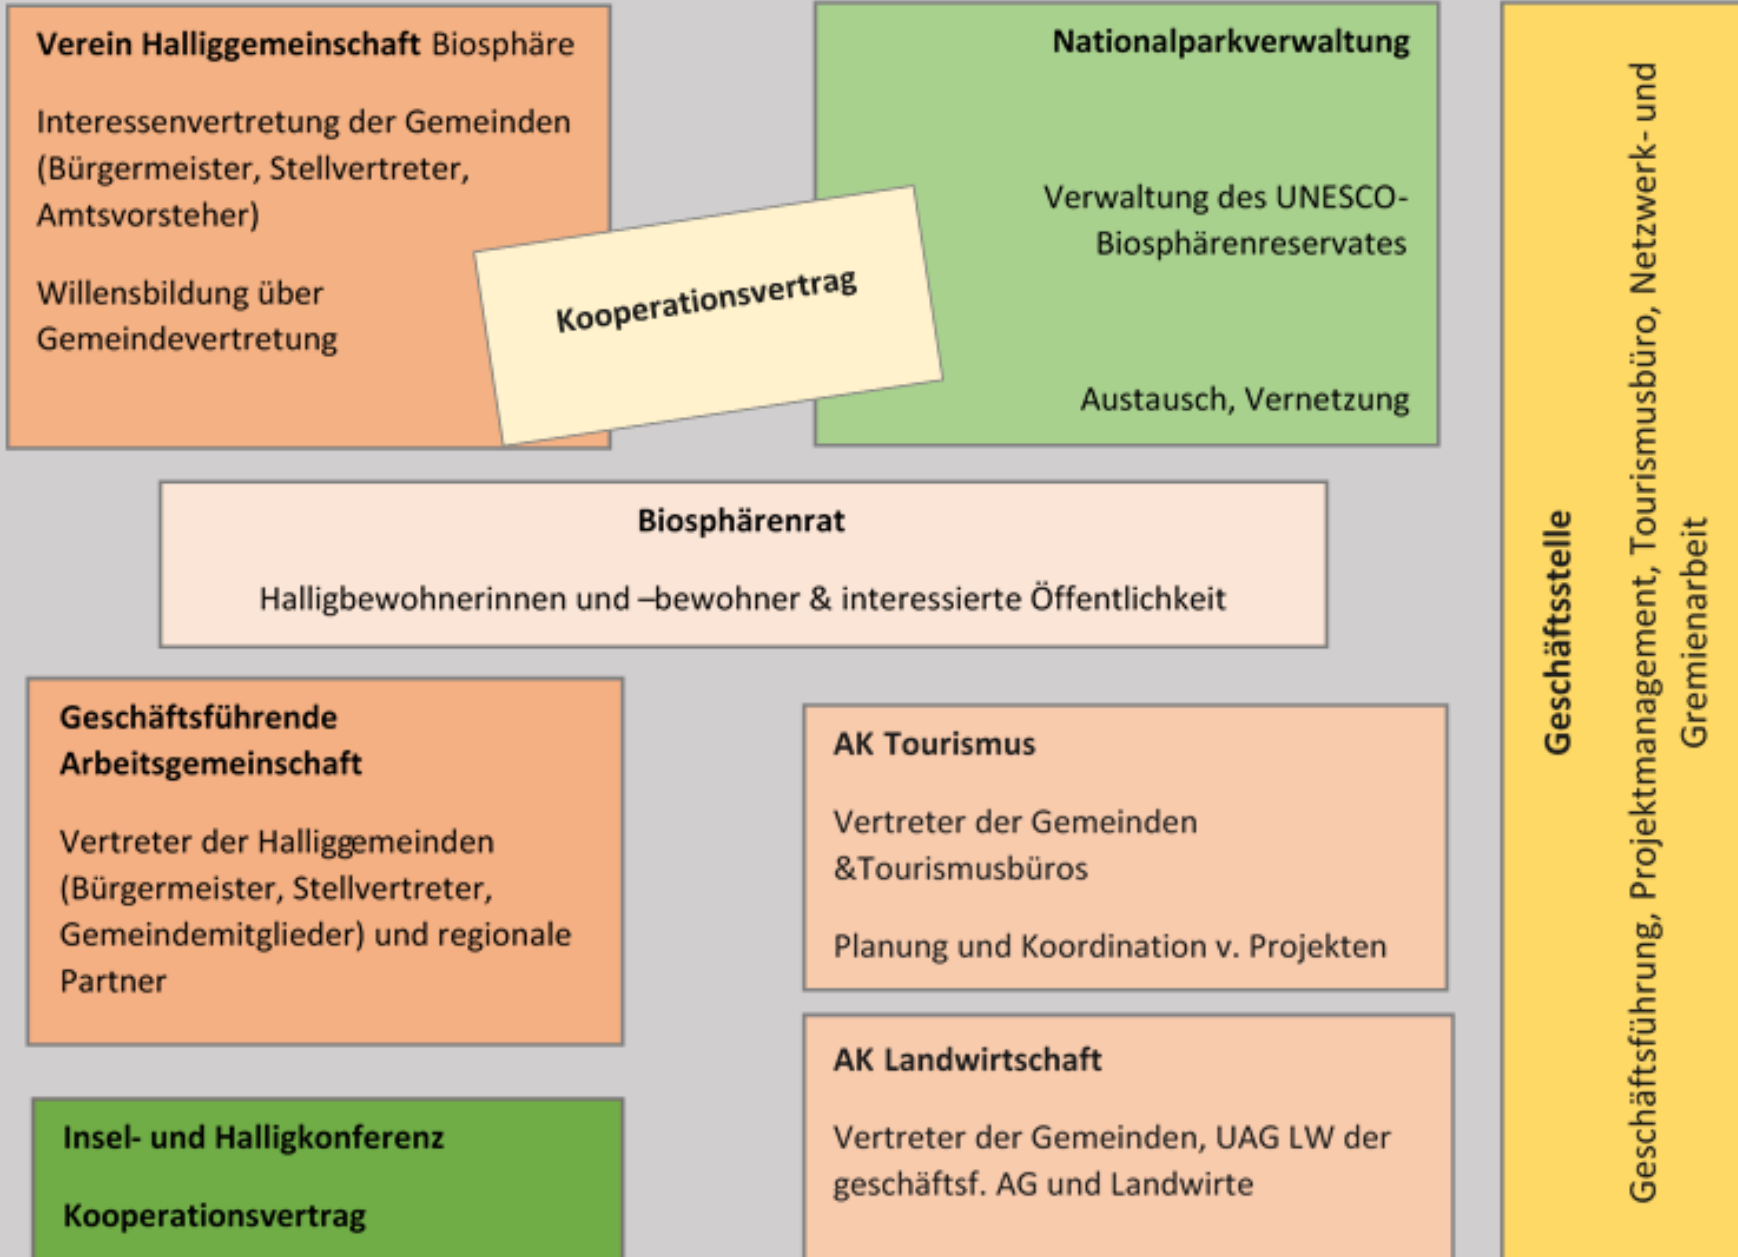 Verein Halliggemeinschaft Biosphäre
Interessenvertretung der Gemeinden
(Bürgermeister, Stellvertreter,
Amtsvorsteher)
Willensbildung über
Gemeindevertretung
Kooperationsvertrag
Nationalparkverwaltung
Verwaltung des UNESCO-
Biosphärenreservates
Austausch, Vernetzung
Biosphärenrat
Halligbewohnerinnen und –bewohner & interessierte Öffentlichkeit
Geschäftsführende
Arbeitsgemeinschaft
Vertreter der Halliggemeinden
(Bürgermeister, Stellvertreter,
Gemeindemitglieder) und regionale
Partner
AK Tourismus
Vertreter der Gemeinden
&Tourismusbüros
Planung und Koordination v. Projekten
AK Landwirtschaft
Vertreter der Gemeinden, UAG LW der
geschäftsf. AG und Landwirte
Insel- und Halligkonferenz
Kooperationsvertrag
Geschäftsstelle
Geschäftsführung, Projektmanagement, Tourismusbüro, Netzwerk- und
Gremienarbeit